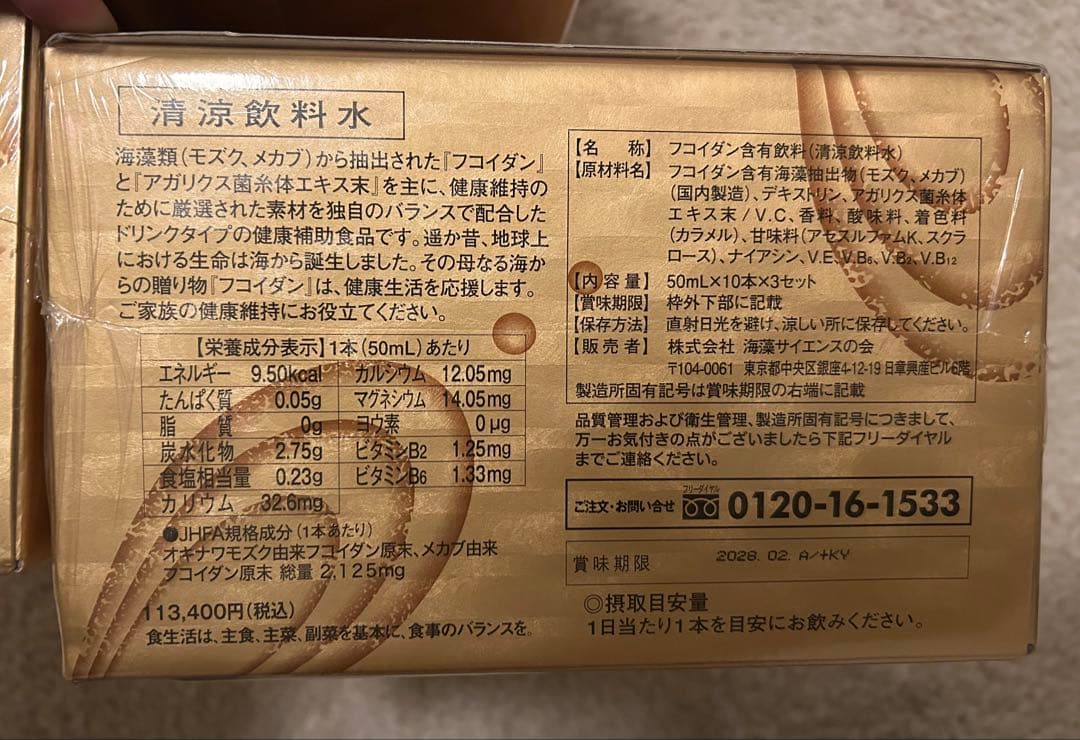 清涼飲料水
海藻類(モズク、メカブ)から抽出された『フコイダン』
と『アガリクス菌糸体エキス末』を主に、健康維持の
ために厳選された素材を独自のバランスで配合した
ドリンクタイプの健康補助食品です。遥か昔、地球上
における生命は海から誕生しました。その母なる海か
らの贈り物『フコイダン』は、健康生活を応援します。
ご家族の健康維持にお役立てください。
【栄養成分表示】1本(50mL)あたり
エネルギー 9.50kcal カルシウム 12.05mg
たんぱく質 0.05g マグネシウム 14.05mg
脂質 0g ヨウ素 0μg
炭水化物 2.75g ビタミンB2 1.25mg
食塩相当量 0.23g ビタミンB6 1.33mg
カリウム 32.6mg
●JHFA規格成分(1本あたり)
オキナワモズク由来フコイダン原末、メカブ由来
フコイダン原末 総量 2,125mg
113,400円(税込)
食生活は、主食、主菜、副菜を基本に、食事のバランスを。
【名称】 フコイダン含有飲料(清涼飲料水)
【原材料名】 フコイダン含有海藻抽出物(モズク、メカブ)
(国内製造)、デキストリン、アガリクス菌糸体
エキス末/V.C、香料、酸味料、着色料
(カラメル)、甘味料(アセスルファムK、スクラ
ロース)、ナイアシン、V.E、V.B6、V.B2、V.B12
【内容量】 50mL×10本×3セット
【賞味期限】 枠外下部に記載
【保存方法】 直射日光を避け、涼しい所に保存してください。
【販売者】 株式会社 海藻サイエンスの会
〒104-0061 東京都中央区銀座4-12-19 日章興産ビル6階
製造所固有記号は賞味期限の右端に記載
品質管理および衛生管理、製造所固有記号につきまして、
万一お気付きの点がございましたら下記フリーダイヤル
までご連絡ください。
ご注文・お問い合せ フリーダイヤル 0120-16-1533
賞味期限 2028. 02. A/+KY
◎摂取目安量
1日当たり1本を目安にお飲みください。